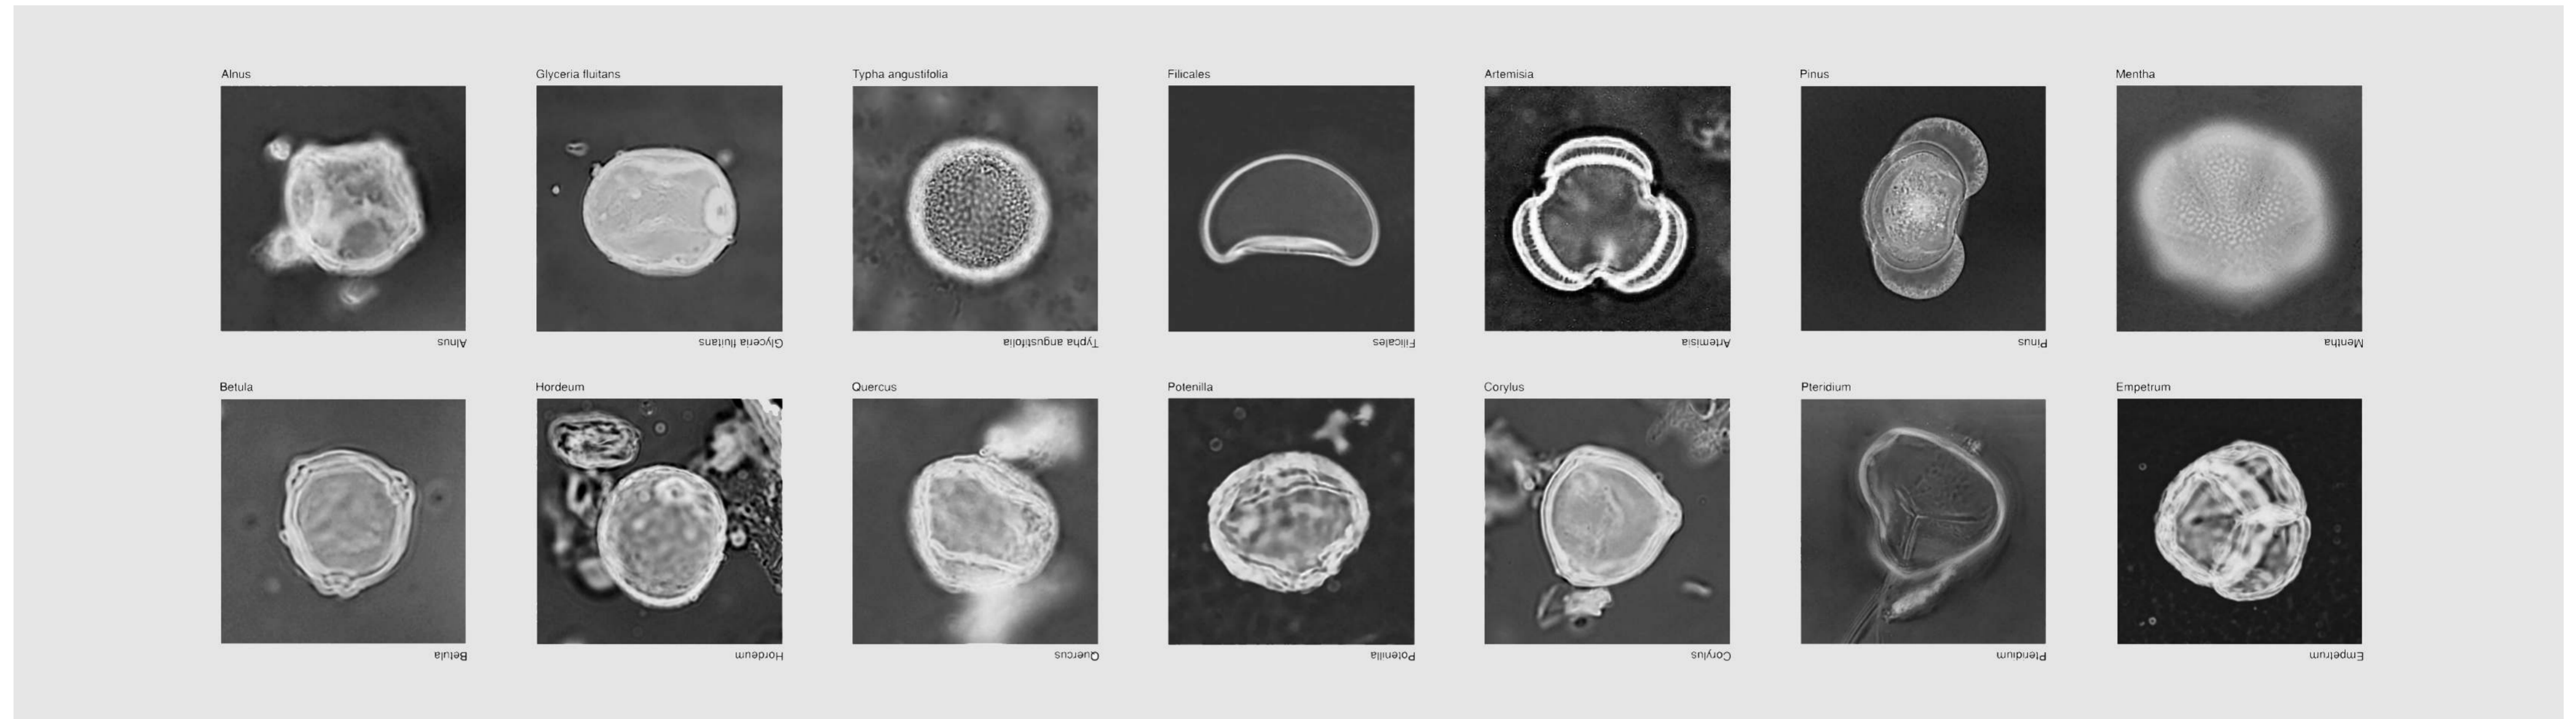 Alnus
Glyceria fluitans
Typha angustifolia
Filicales
Artemisia
Pinus
Mentha
Alnus
Glyceria fluitans
Typha angustifolia
Filicales
Artemisia
Pinus
Mentha
Betula
Hordeum
Quercus
Potenilla
Corylus
Pteridium
Empetrum
Betula
Hordeum
Quercus
Potenilla
Corylus
Pteridium
Empetrum